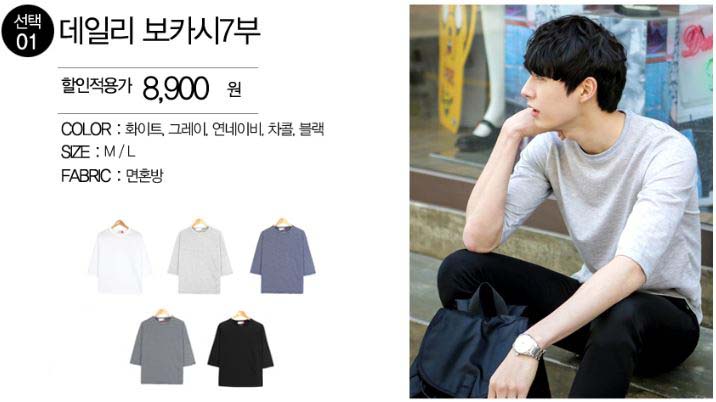 선택
01
데일리 보카시7부
할인적용가 8,900 원
COLOR : 화이트, 그레이, 연네이비, 차콜, 블랙
SIZE : M / L
FABRIC : 면혼방